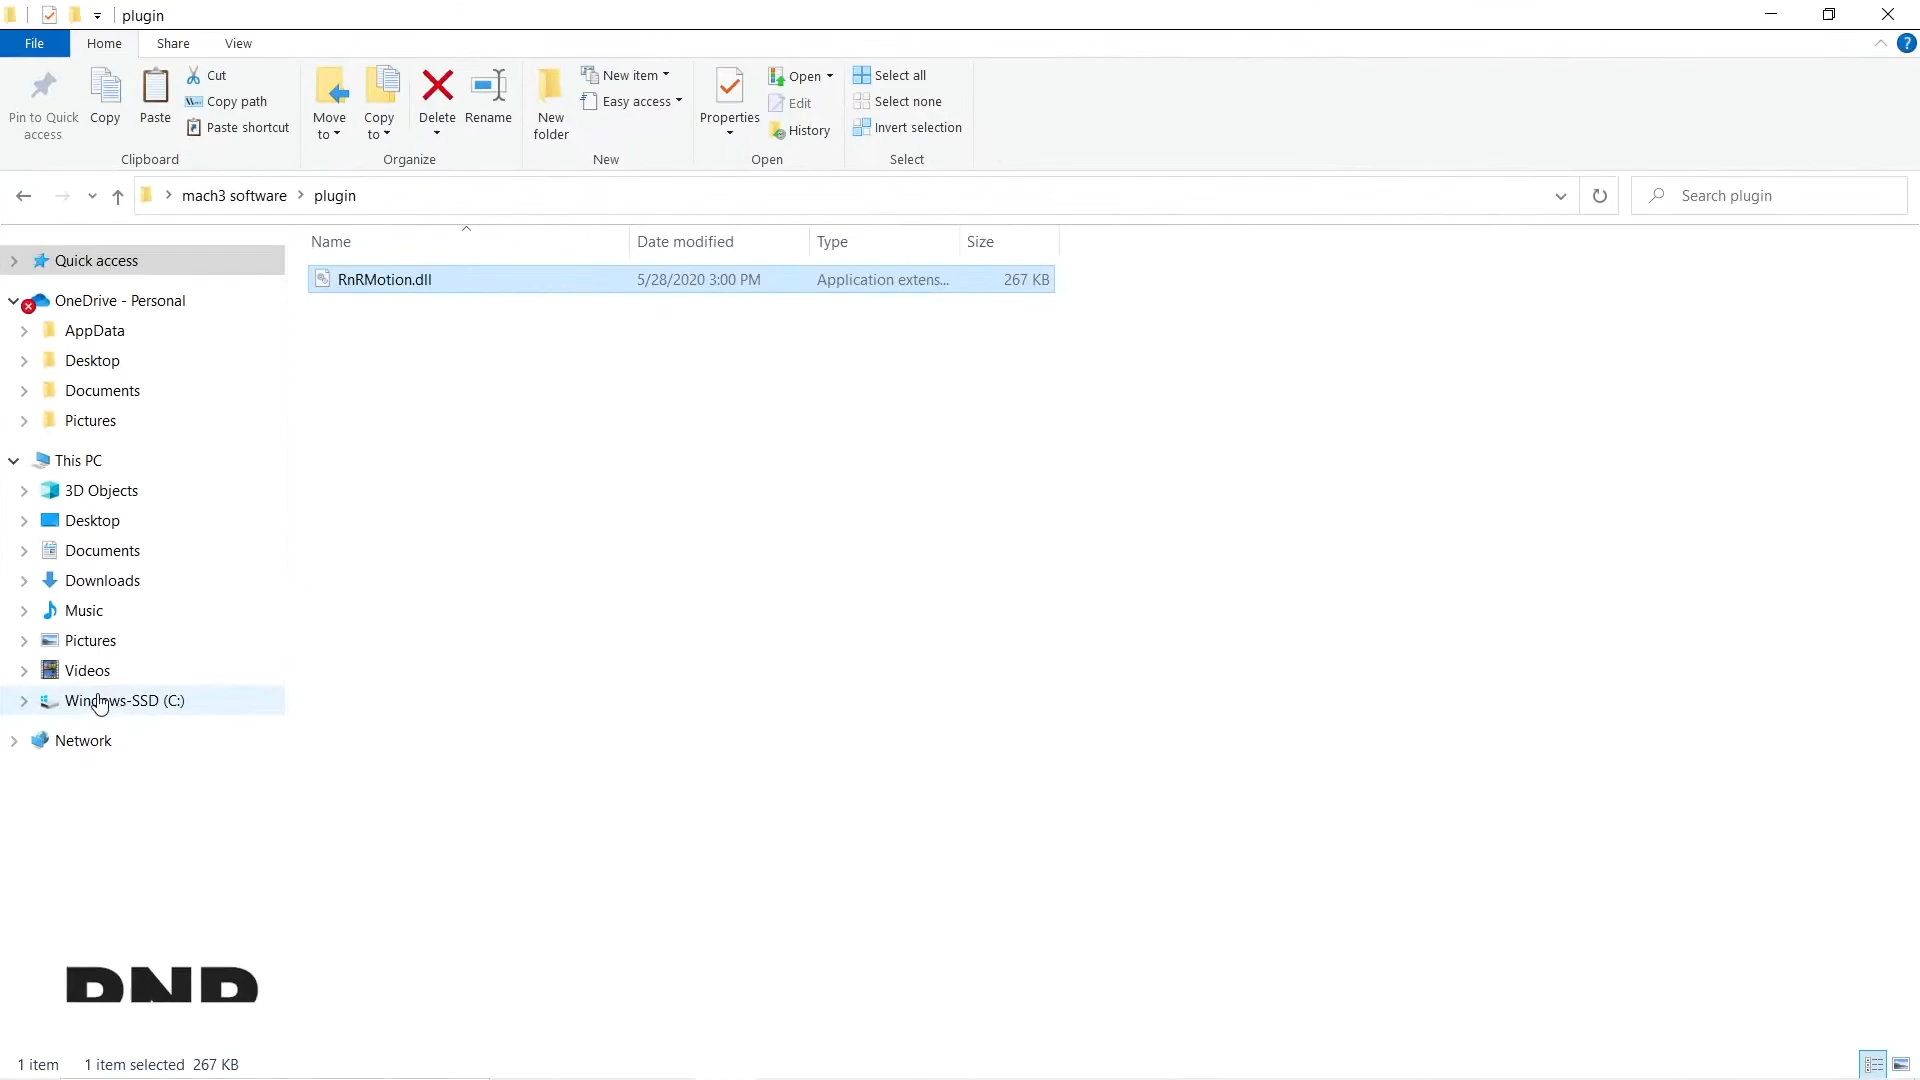 plugin
File
Home
Share
View
Pin to Quick
access
Copy
Paste
Cut
Copy path
Paste shortcut
Clipboard
Move
to
Copy
to
Delete
Rename
Organize
New
folder
New item
Easy access
New
Properties
Open
Edit
History
Open
Select all
Select none
Invert selection
Select
mach3 software > plugin
Search plugin
Name
Date modified
Type
Size
RnRMotion.dll
5/28/2020 3:00 PM
Application extens...
267 KB
Quick access
OneDrive - Personal
AppData
Desktop
Documents
Pictures
This PC
3D Objects
Desktop
Documents
Downloads
Music
Pictures
Videos
Windows-SSD (C:)
Network
1 item
1 item selected 267 KB